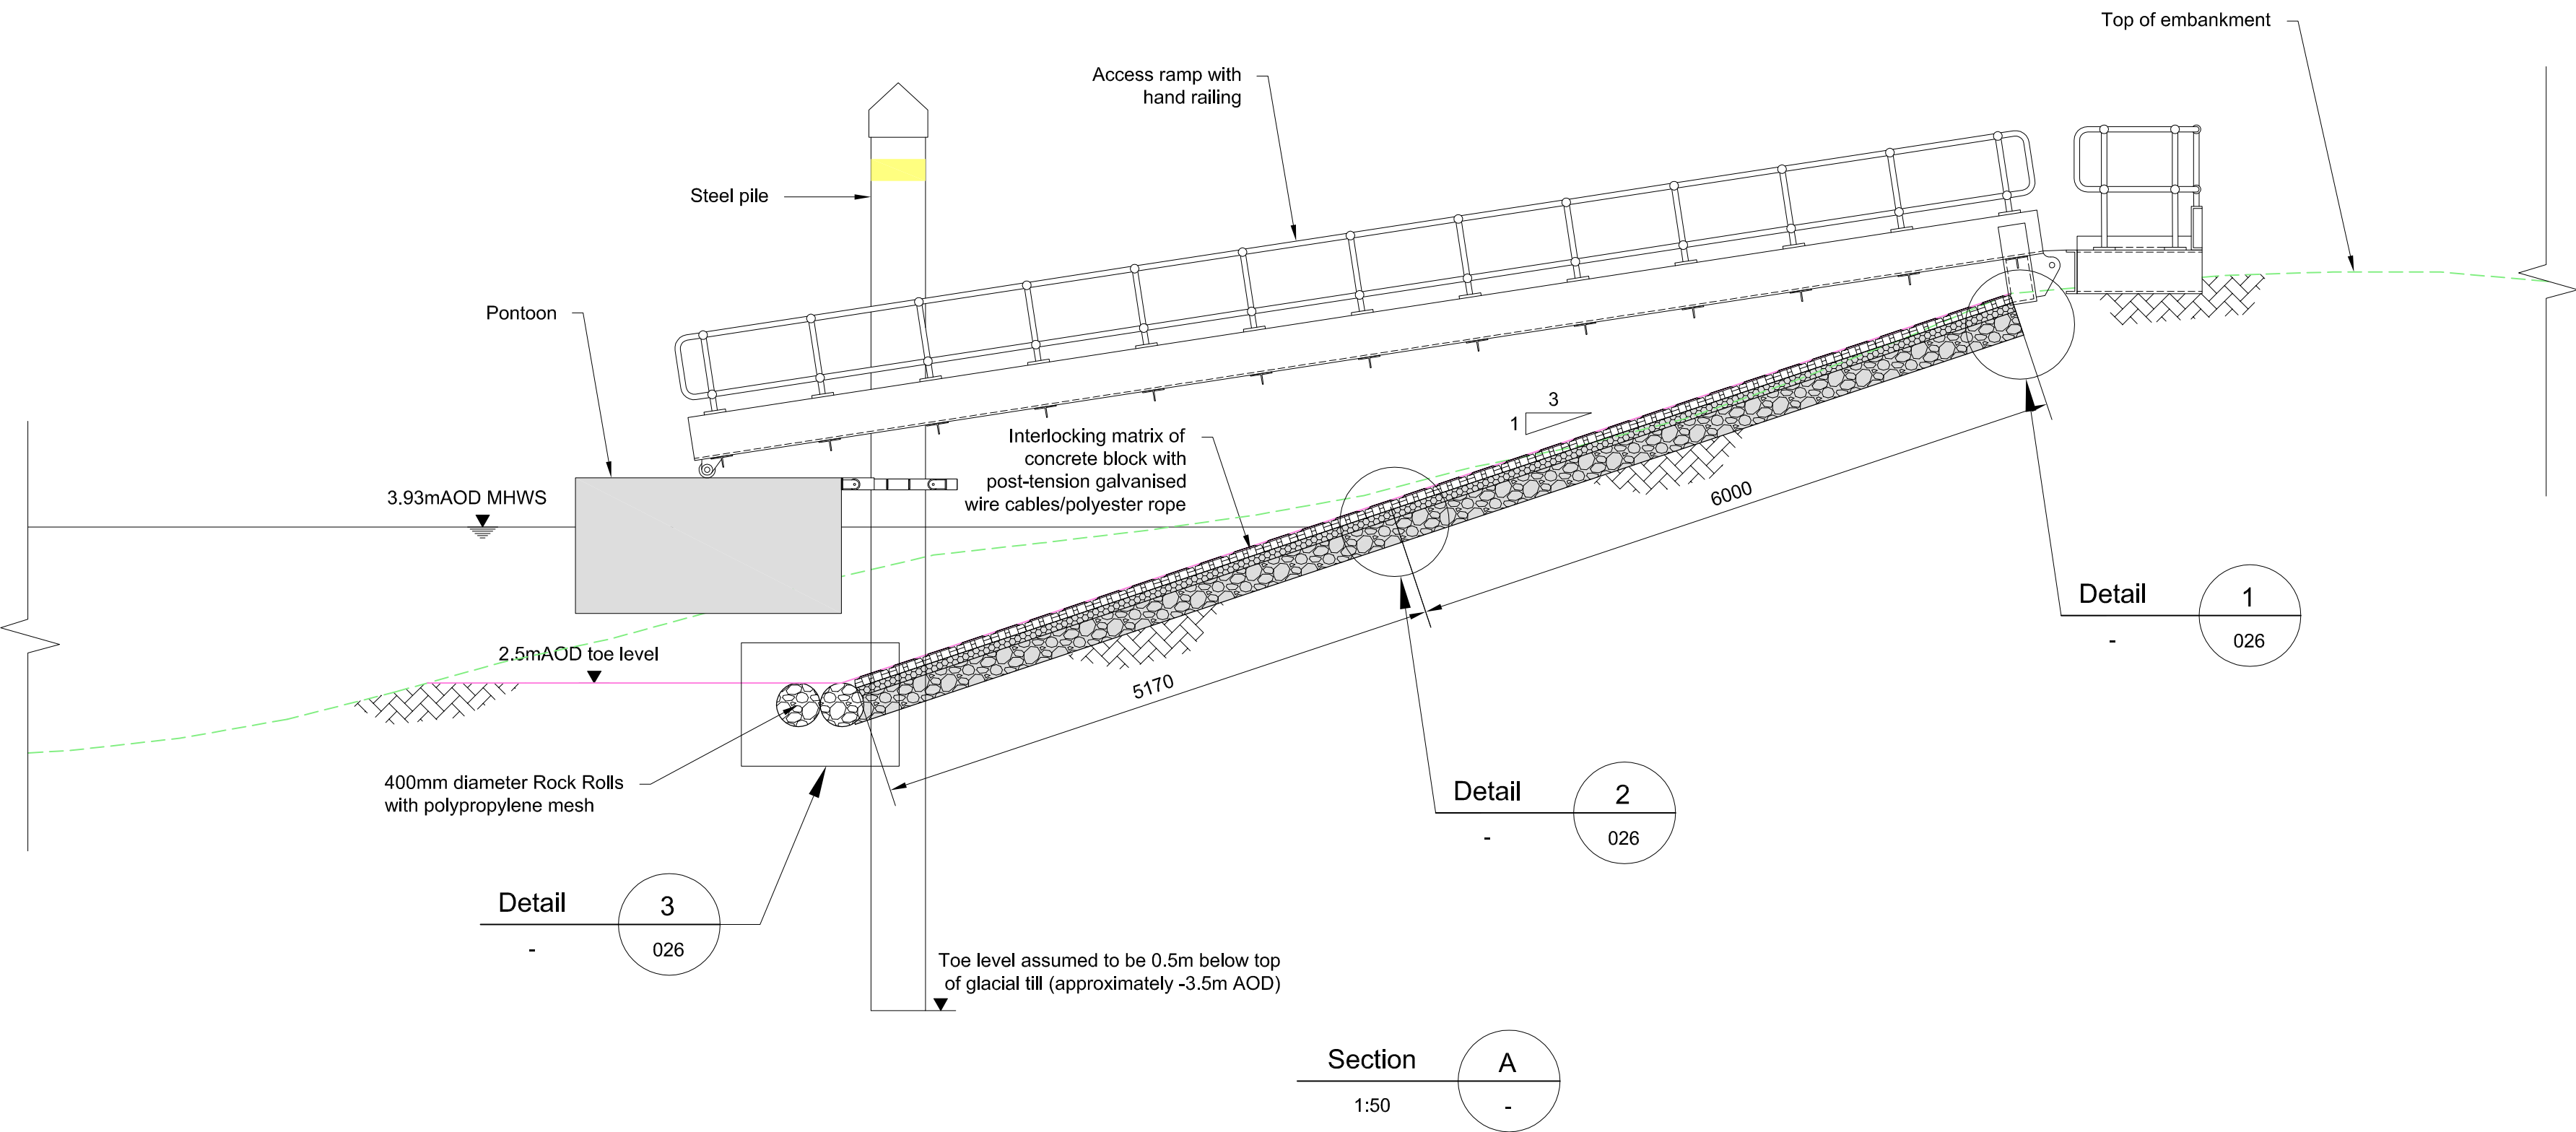 Top of embankment
Access ramp with
hand railing
Steel pile
Pontoon
3.93mAOD MHWS
Interlocking matrix of
concrete block with
post-tension galvanised
wire cables/polyester rope
3
1
6000
5170
2.5mAOD toe level
400mm diameter Rock Rolls
with polypropylene mesh
Detail 1
- 026
Detail 2
- 026
Detail 3
- 026
Toe level assumed to be 0.5m below top
of glacial till (approximately -3.5m AOD)
Section A
1:50 -